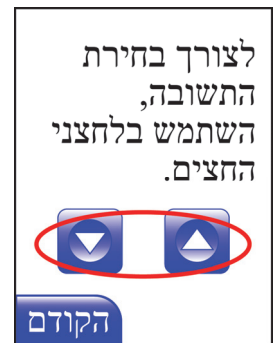 לצורך בחירת
התשובה,
השתמש בלחצני
החצים.
הקודם